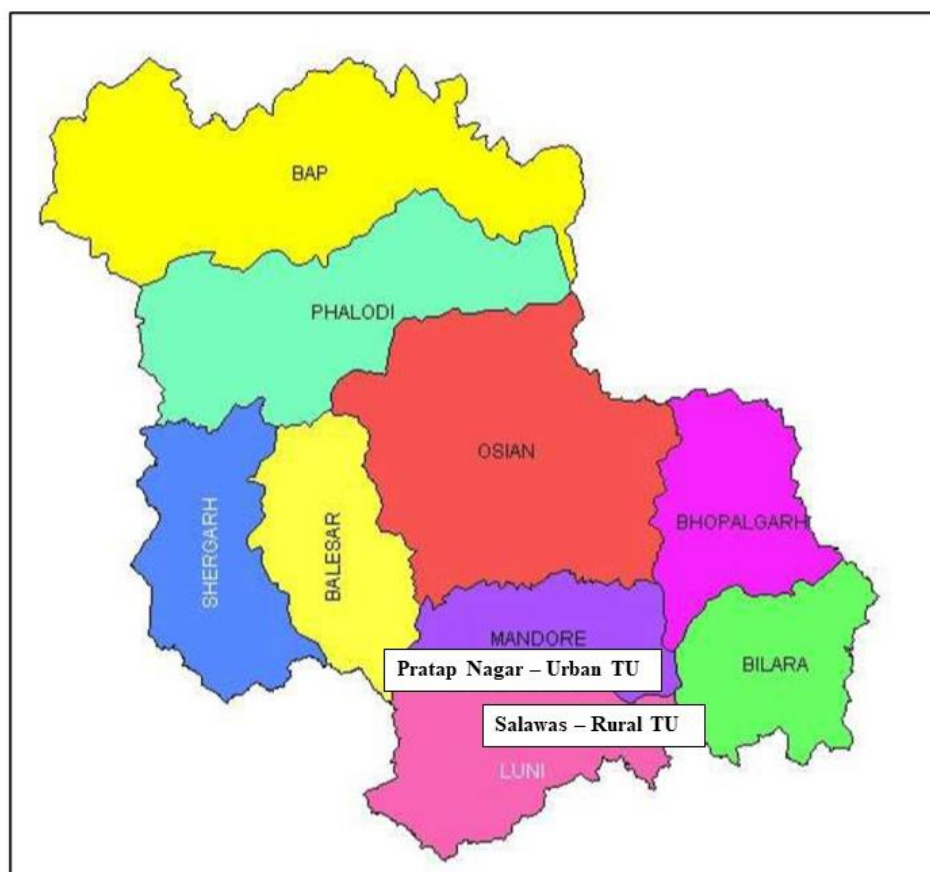 BAP
PHALODI
OSIAN
BHOPALGARH
SHERGARH
BALESAR
MANDORE
Pratap Nagar – Urban TU
BILARA
Salawas – Rural TU
LUNI